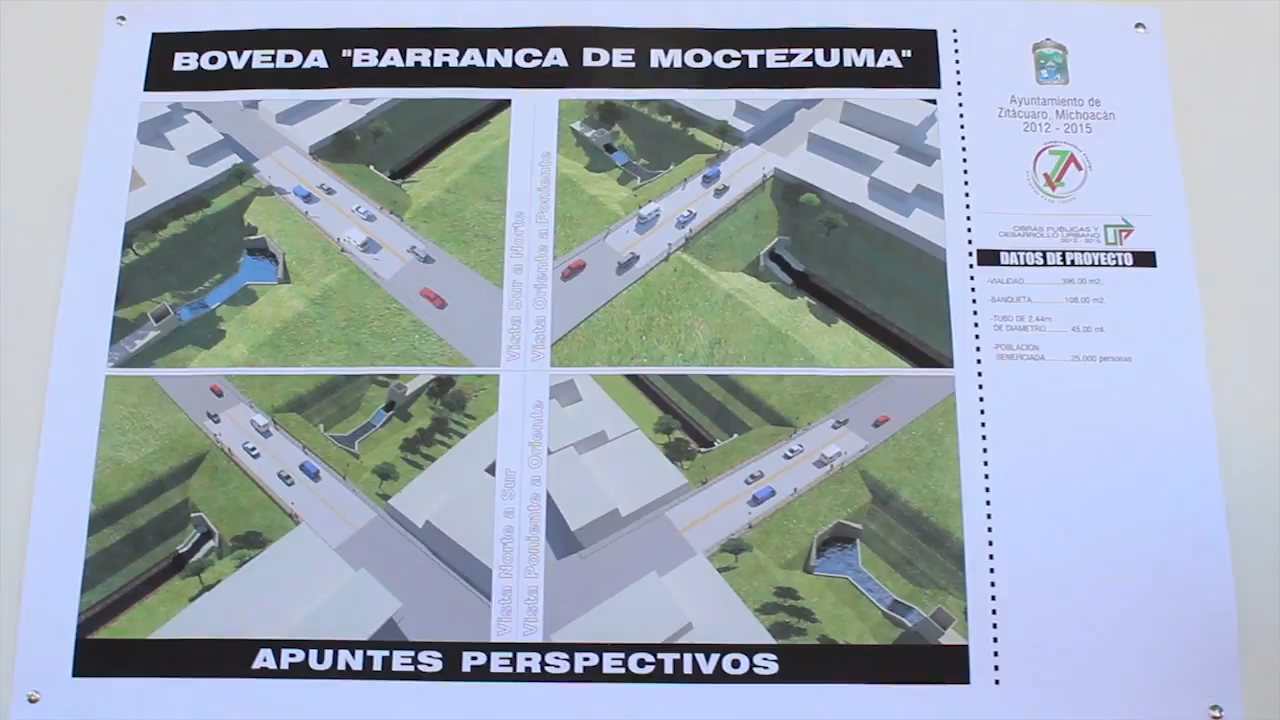 BOVEDA "BARRANCA DE MOCTEZUMA"
Vista Sur a Norte
Vista Oriente a Poniente
Vista Norte a Sur
Vista Poniente a Oriente
APUNTES PERSPECTIVOS
Ayuntamiento de
Zitácuaro, Michoacán
2012 - 2015
OBRAS PUBLICAS Y
DESARROLLO URBANO
2012 - 2015
DATOS DE PROYECTO
-VIALIDAD..............396.00 m2.
-BANQUETA...........108.00 m2.
-TUBO DE 2.44m
DE DIAMETRO........45.00 ml.
-POBLACION
BENEFICIADA.........25,000 personas